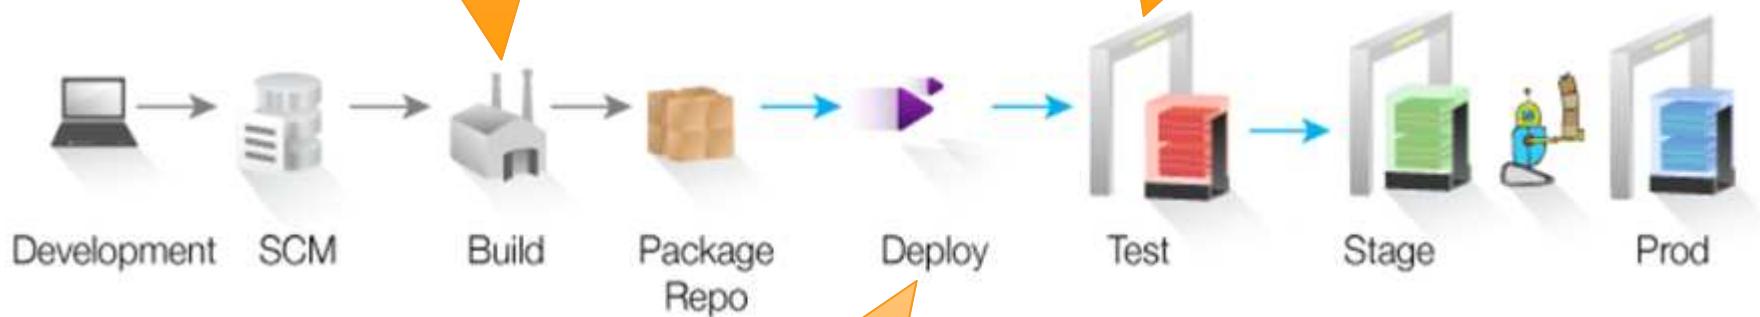 Development
SCM
Build
Package
Repo
Deploy
Test
Stage
Prod